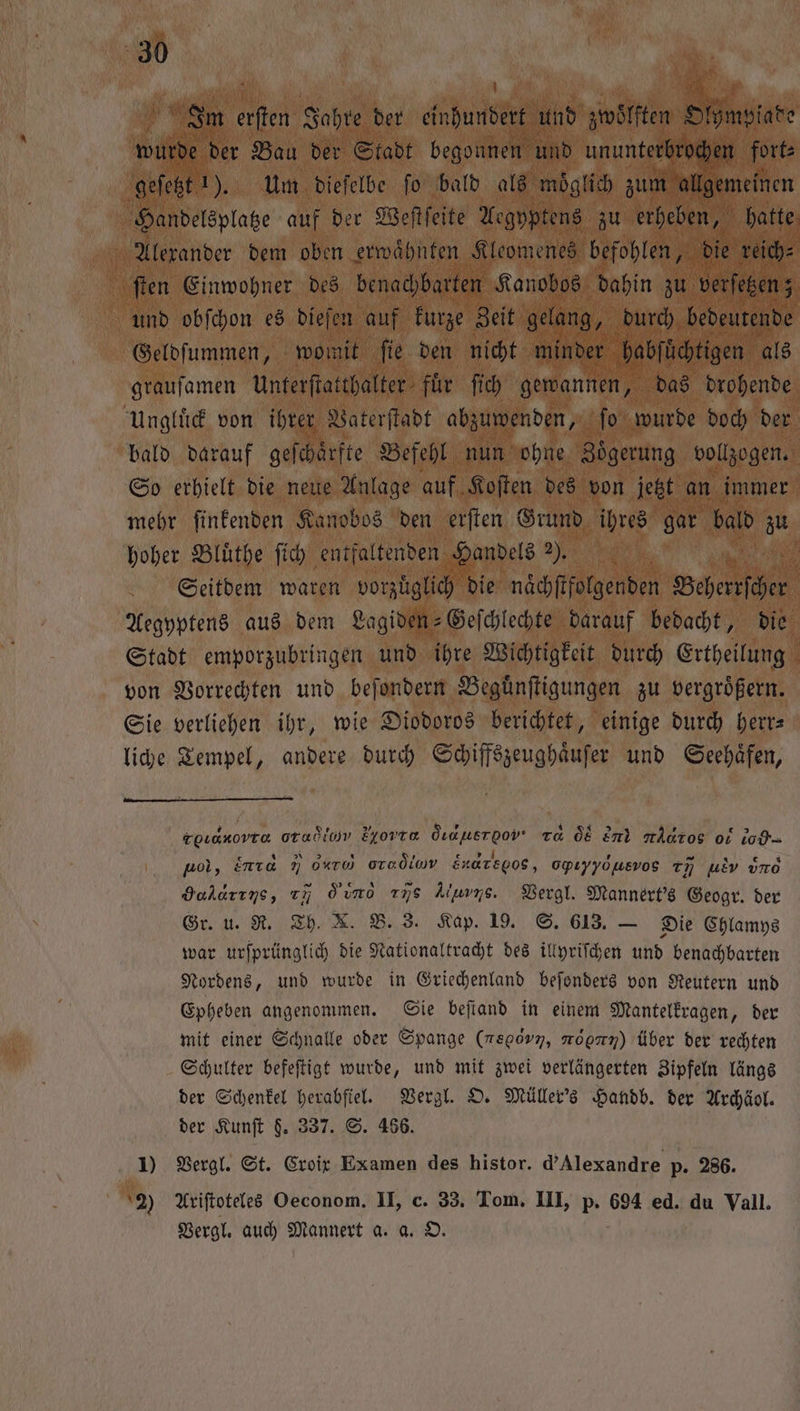 30
Im erſten Jahre der einhundert und zwölften Olympiade
wurde der Bau der Stadt begonnen und ununterbrochen fort-
geſetzt 1). Um dieſelbe ſo bald als möglich zum allgemeinen
Handelsplatze auf der Weſtſeite Aegyptens zu erheben, hatte
Alexander dem oben erwähnten Kleomenes befohlen, die reich-
ſten Einwohner des benachbarten Kanobos dahin zu verſetzen;
und obſchon es dieſen auf kurze Zeit gelang, durch bedeutende
Geldſummen, womit ſie den nicht minder habſüchtigen als
grauſamen Unterſtatthalter für ſich gewannen, das drohende
Unglück von ihrer Vaterſtadt abzuwenden, ſo wurde doch der
bald darauf geſchärfte Befehl nun ohne Zögerung vollzogen.
So erhielt die neue Anlage auf Koſten des von jetzt an immer
mehr ſinkenden Kanobos den erſten Grund ihres gar bald zu
hoher Blüthe ſich entfaltenden Handels 2).
Seitdem waren vorzüglich die nächſtfolgenden Beherrſcher
Aegyptens aus dem Lagiden-Geſchlechte darauf bedacht, die
Stadt emporzubringen und ihre Wichtigkeit durch Ertheilung
von Vorrechten und beſondern Begünſtigungen zu vergrößern.
Sie verliehen ihr, wie Diodoros berichtet, einige durch herr-
liche Tempel, andere durch Schiffszeughäuſer und Seehäfen,
τριάκοντα σταδίων ἔχοντα διάμετρον· τὰ δὲ ἐπὶ πλάτος οἱ ἰσθ-
μοὶ, ἑπτὰ ἢ ὀκτὼ σταδίων ἑκάτερος, σφιγγόμενος τῇ μὲν ὑπὸ
θαλάττης, τῇ δ'ὑπὸ τῆς λίμνης. Vergl. Mannert's Geogr. der
Gr. u. R. Th. X. B. 3. Kap. 19. S. 613. — Die Chlamys
war urſprünglich die Nationaltracht des illyriſchen und benachbarten
Nordens, und wurde in Griechenland beſonders von Reutern und
Epheben angenommen. Sie beſtand in einem Mantelkragen, der
mit einer Schnalle oder Spange (περόνη, πόρπη) über der rechten
Schulter befeſtigt wurde, und mit zwei verlängerten Zipfeln längs
der Schenkel herabfiel. Vergl. O. Müller's Handb. der Archäol.
der Kunſt §. 337. S. 456.
1) Vergl. St. Croix Examen des histor. d'Alexandre p. 286.
2) Ariſtoteles Oeconom. II, c. 33. Tom. III, p. 694 ed. du Vall.
Vergl. auch Mannert a. a. O.